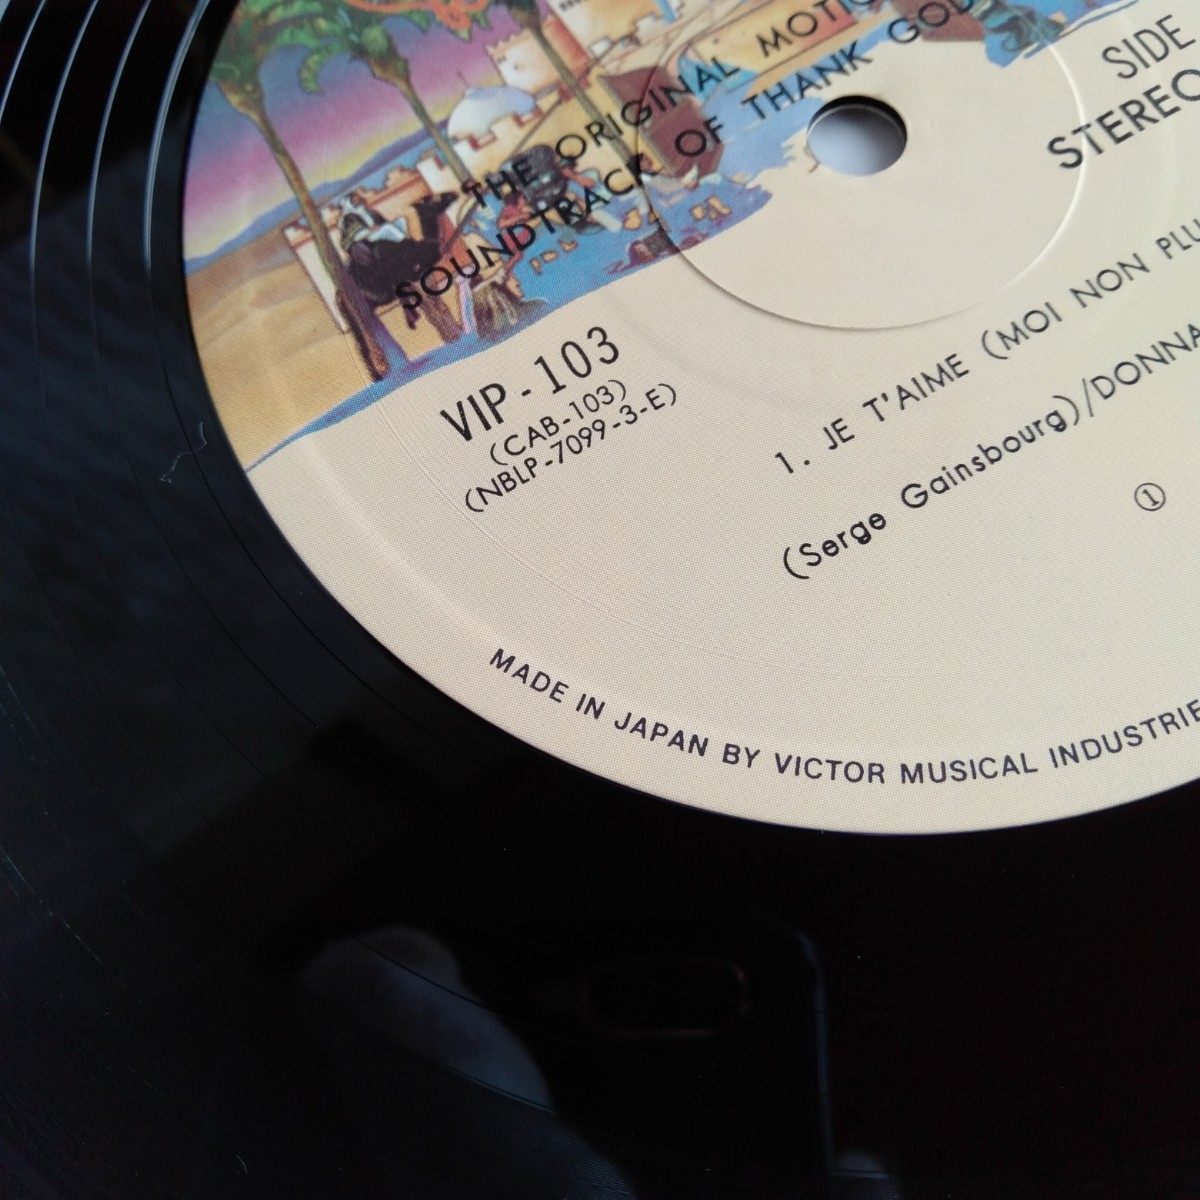 THE ORIGINAL MOTIO
SOUNDTRACK OF THANK GOD
SIDE
STEREO
VIP-103
(CAB-103)
(NBLP-7099-3-E)
1. JE T'AIME (MOI NON PLU
(Serge Gainsbourg)/DONNA
①
MADE IN JAPAN BY VICTOR MUSICAL INDUSTRIE